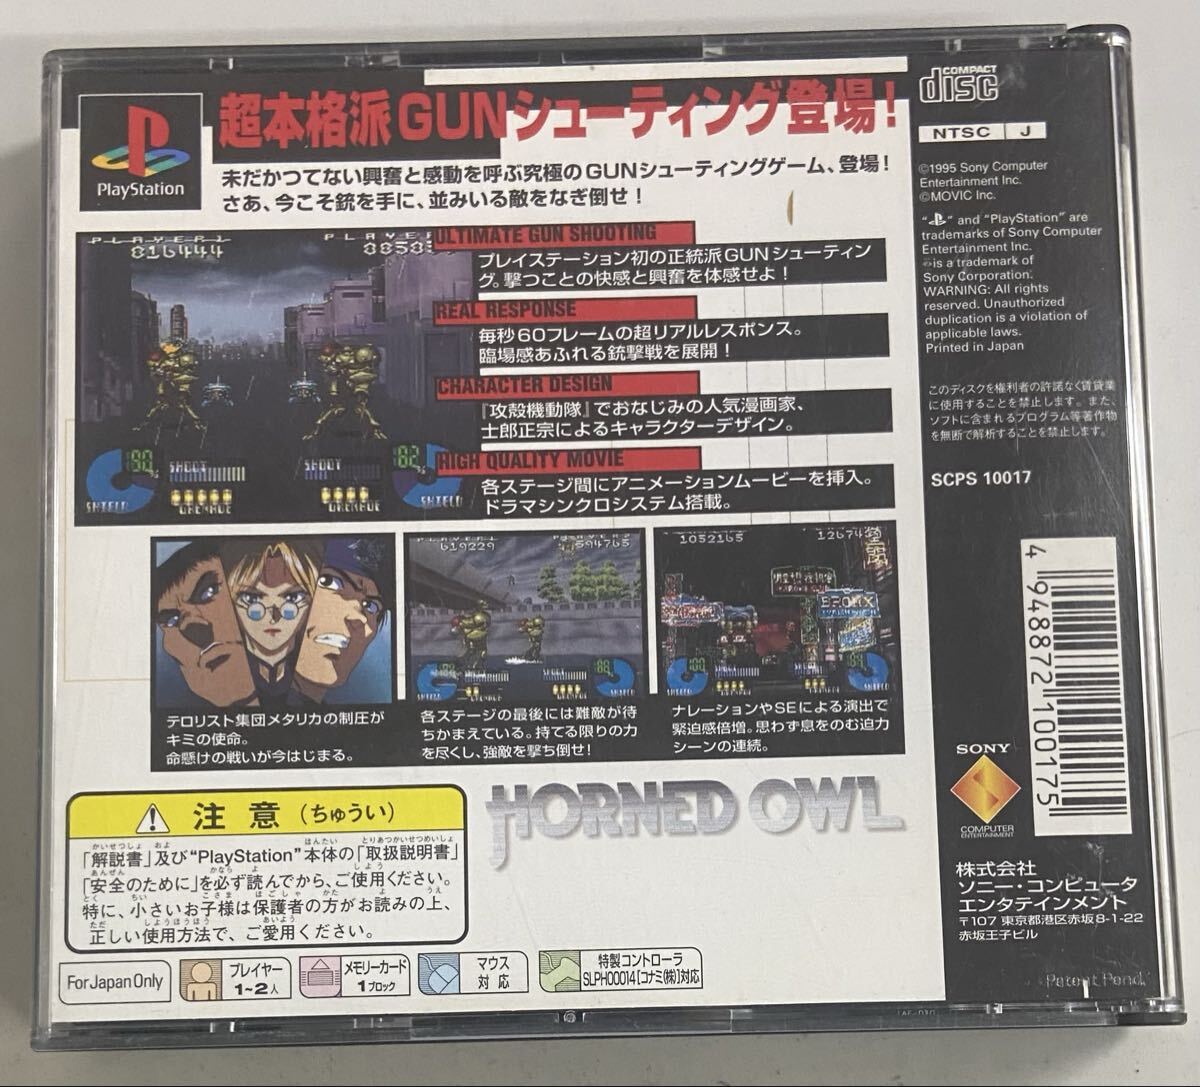 超本格派GUNシューティング登場!
未だかつてない興奮と感動を呼ぶ究極のGUNシューティングゲーム、登場!
さあ、今こそ銃を手に、並みいる敵をなぎ倒せ!
PlayStation
PLAYER1
816444
ULTIMATE GUN SHOOTING
プレイステーション初の正統派GUNシューティン
グ。撃つことの快感と興奮を体感せよ!
REAL RESPONSE
毎秒60フレームの超リアルレスポンス。
臨場感あふれる銃撃戦を展開!
CHARACTER DESIGN
『攻殻機動隊』でおなじみの人気漫画家、
士郎正宗によるキャラクターデザイン。
HIGH QUALITY MOVIE
各ステージ間にアニメーションムービーを挿入。
ドラマシンクロシステム搭載。
SHOOT
SHOOT
SHIELD
GRENADE
GRENADE
SHIELD
PLAYER1
619229
594765
1052165
BRONX
テロリスト集団メタリカの制圧が
キミの使命。
命懸けの戦いが今はじまる。
各ステージの最後には難敵が待
ちかまえている。持てる限りの力
を尽くし、強敵を撃ち倒せ!
ナレーションやSEによる演出で
緊迫感倍増。思わず息をのむ迫力
シーンの連続。
HORNED OWL
注意(ちゅうい)
「解説書」及び“PlayStation”本体の「取扱説明書」
「安全のために」を必ず読んでから、ご使用ください。
特に、小さいお子様は保護者の方がお読みの上、
正しい使用方法で、ご愛用ください。
For Japan Only
プレイヤー
1~2人
メモリーカード
1ブロック
マウス
対応
特製コントローラ
SLPH00014[コナミ(株)]対応
COMPACT
disc
NTSC J
©1995 Sony Computer
Entertainment Inc.
©MOVIC Inc.
" " and "PlayStation" are
trademarks of Sony Computer
Entertainment Inc.
is a trademark of
Sony Corporation.
WARNING: All rights
reserved. Unauthorized
duplication is a violation of
applicable laws.
Printed in Japan
このディスクを権利者の許諾なく賃貸業
に使用することを禁止します。また、
ソフトに含まれるプログラム等著作物
を無断で解析することを禁止します。
SCPS 10017
4 948872 100175
SONY
COMPUTER
ENTERTAINMENT
株式会社
ソニー・コンピュータ
エンタテインメント
〒107 東京都港区赤坂8-1-22
赤坂王子ビル
Patent Pend.